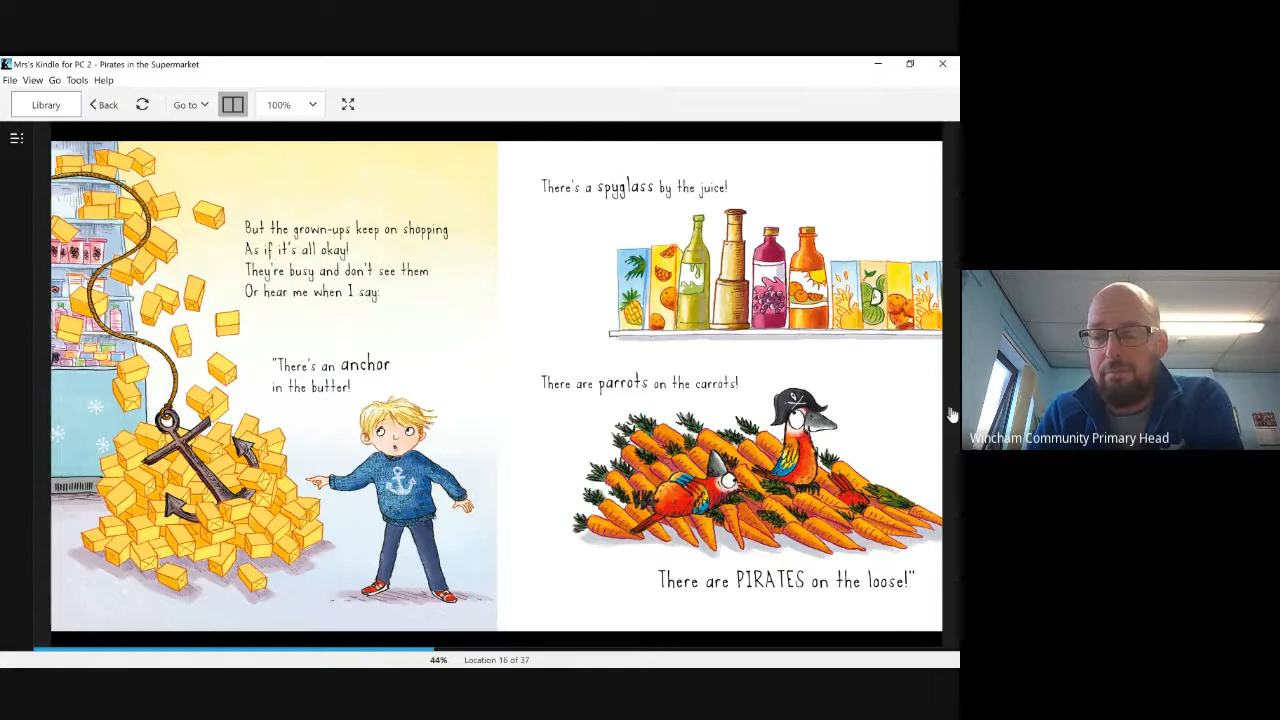 Mrs's Kindle for PC 2 - Pirates in the Supermarket
File View Go Tools Help
Library
Back
Go to
100%
But the grown-ups keep on shopping
As if it's all okay!
They're busy and don't see them
Or hear me when I say:
"There's an anchor
in the butter!
There's a spyglass by the juice!
There are parrots on the carrots!
There are PIRATES on the loose!"
44%
Location 16 of 37
Wincham Community Primary Head